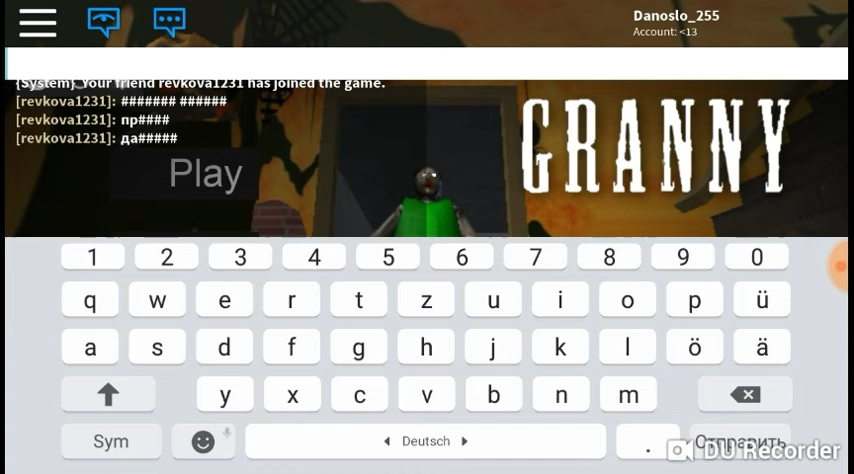 Danoslo_255
Account: <13
{System} Your friend revkova1231 has joined the game.
[revkova1231]: ####### ######
[revkova1231]: пр####
[revkova1231]: да#####
GRANNY
Play
1 2 3 4 5 6 7 8 9 0
q w e r t z u i o p ü
a s d f g h j k l ö ä
y x c v b n m
Sym Deutsch . Отправить
DU Recorder